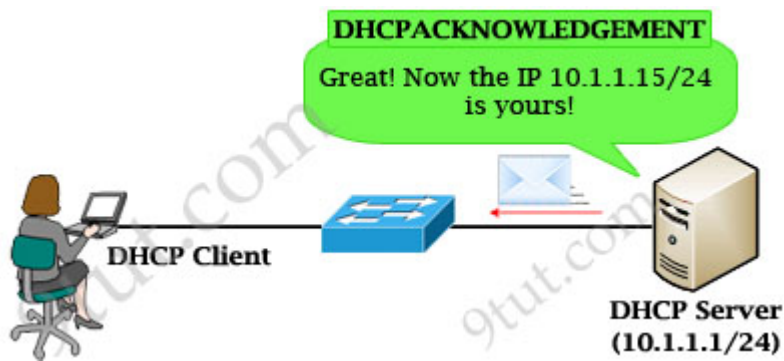 DHCPACKNOWLEDGEMENT
Great! Now the IP 10.1.1.15/24
is yours!
DHCP Client
DHCP Server
(10.1.1.1/24)
9tut.com
9tut.com